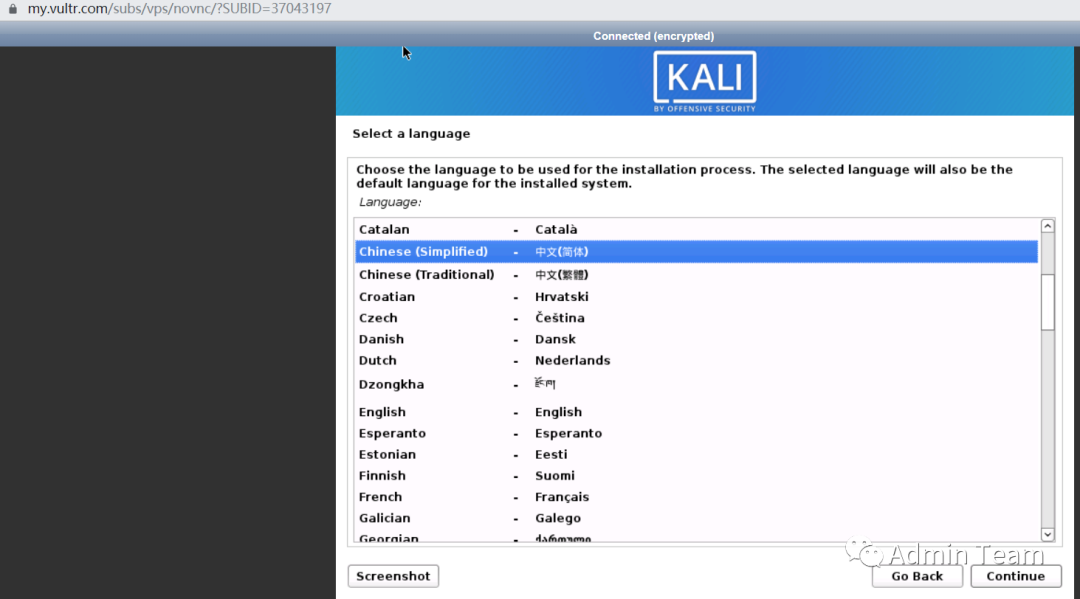 my.vultr.com/subs/vps/novnc/?SUBID=37043197
Connected (encrypted)
KALI
BY OFFENSIVE SECURITY
Select a language
Choose the language to be used for the installation process. The selected language will also be the
default language for the installed system.
Language:
Catalan - Català
Chinese (Simplified) - 中文(简体)
Chinese (Traditional) - 中文(繁體)
Croatian - Hrvatski
Czech - Čeština
Danish - Dansk
Dutch - Nederlands
Dzongkha - རྫོང་ཁ།
English - English
Esperanto - Esperanto
Estonian - Eesti
Finnish - Suomi
French - Français
Galician - Galego
Georgian - ქართული
Admin Team
Screenshot Go Back Continue